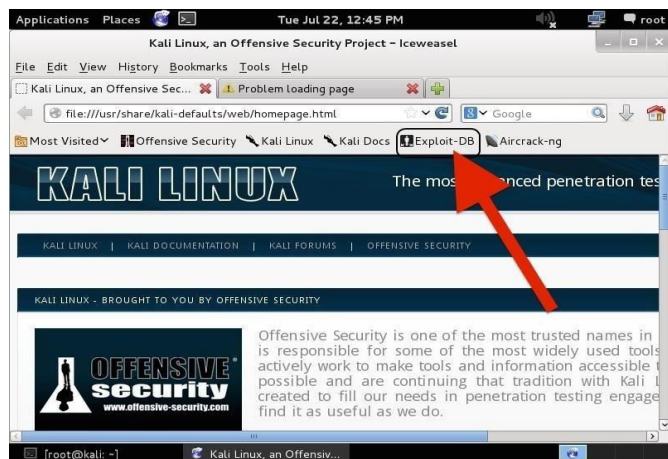 Applications Places Tue Jul 22, 12:45 PM root
Kali Linux, an Offensive Security Project - Iceweasel
File Edit View History Bookmarks Tools Help
Kali Linux, an Offensive Sec... Problem loading page
file:///usr/share/kali-defaults/web/homepage.html Google
Most Visited Offensive Security Kali Linux Kali Docs Exploit-DB Aircrack-ng
KALI LINUX The most nced penetration tes
KALI LINUX | KALI DOCUMENTATION | KALI FORUMS | OFFENSIVE SECURITY
KALI LINUX - BROUGHT TO YOU BY OFFENSIVE SECURITY
OFFENSIVE
security
www.offensive-security.com
Offensive Security is one of the most trusted names in
is responsible for some of the most widely used tools
actively work to make tools and information accessible t
possible and are continuing that tradition with Kali L
created to fill our needs in penetration testing engage
find it as useful as we do.
[root@kali: ~] Kali Linux, an Offensiv...